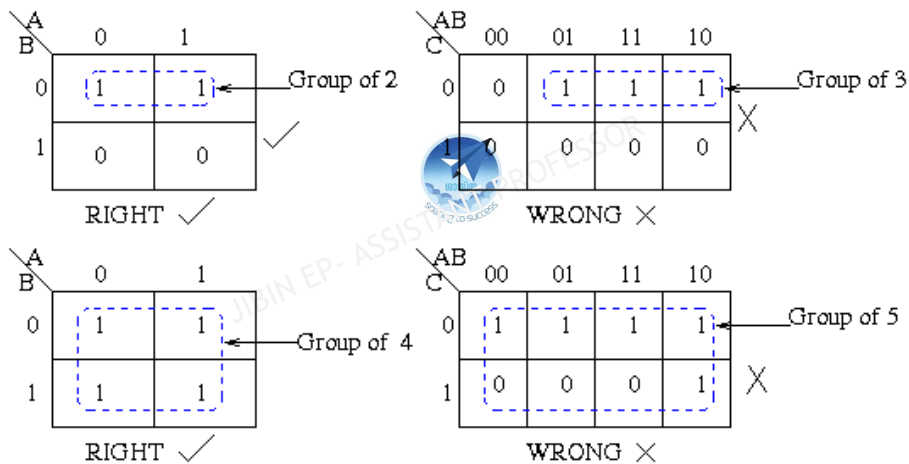 A
B
0 1
0 1 1 Group of 2
1 0 0
RIGHT
AB
C
00 01 11 10
0 0 1 1 1 Group of 3
1 0 0 0 0
WRONG
JIBIN EP- ASSISTANT PROFESSOR
A
B
0 1
0 1 1 Group of 4
1 1 1
RIGHT
AB
C
00 01 11 10
0 1 1 1 1 Group of 5
1 0 0 0 1
WRONG